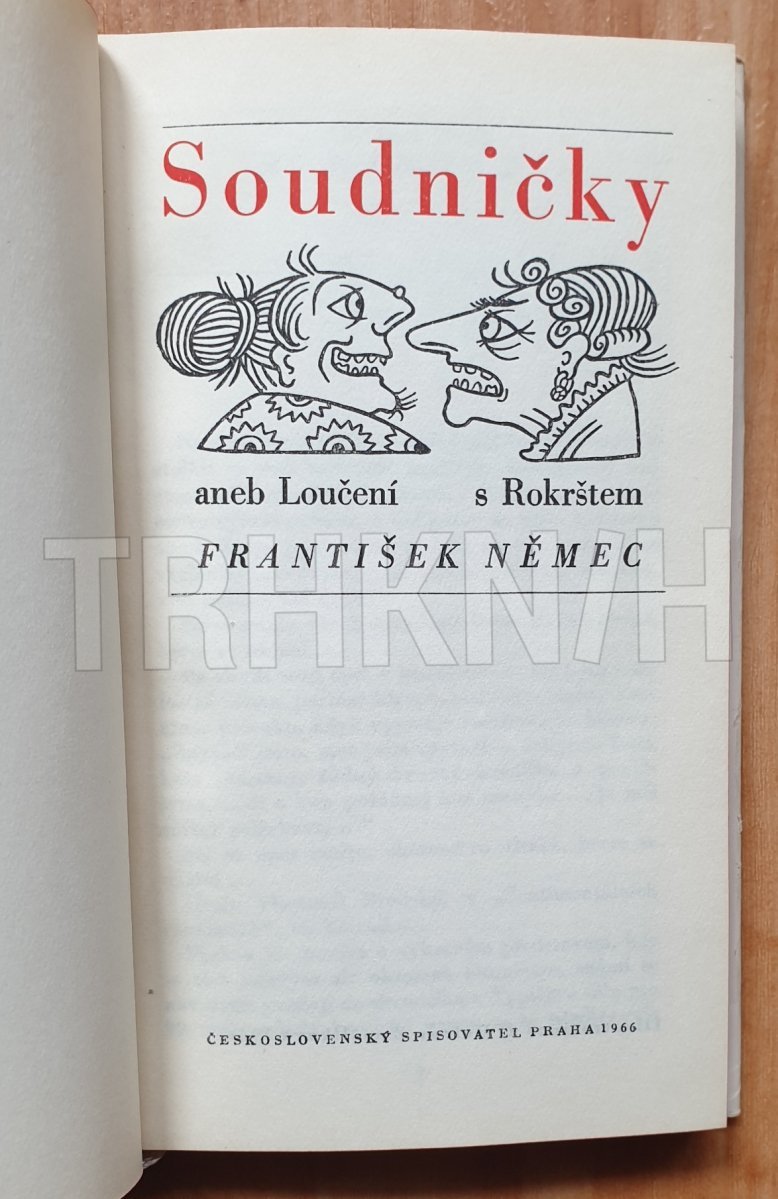 Soudničky
aneb Loučení s Rokrštem
FRANTIŠEK NĚMEC
TRHKNIH
ČESKOSLOVENSKÝ SPISOVATEL PRAHA 1966